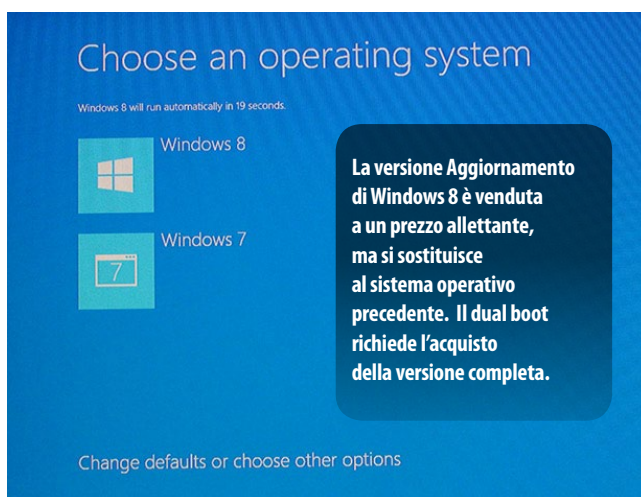 Choose an operating system
Windows 8 will run automatically in 19 seconds.
Windows 8
7
Windows 7
La versione Aggiornamento
di Windows 8 è venduta
a un prezzo allettante,
ma si sostituisce
al sistema operativo
precedente. Il dual boot
richiede l’acquisto
della versione completa.
Change defaults or choose other options